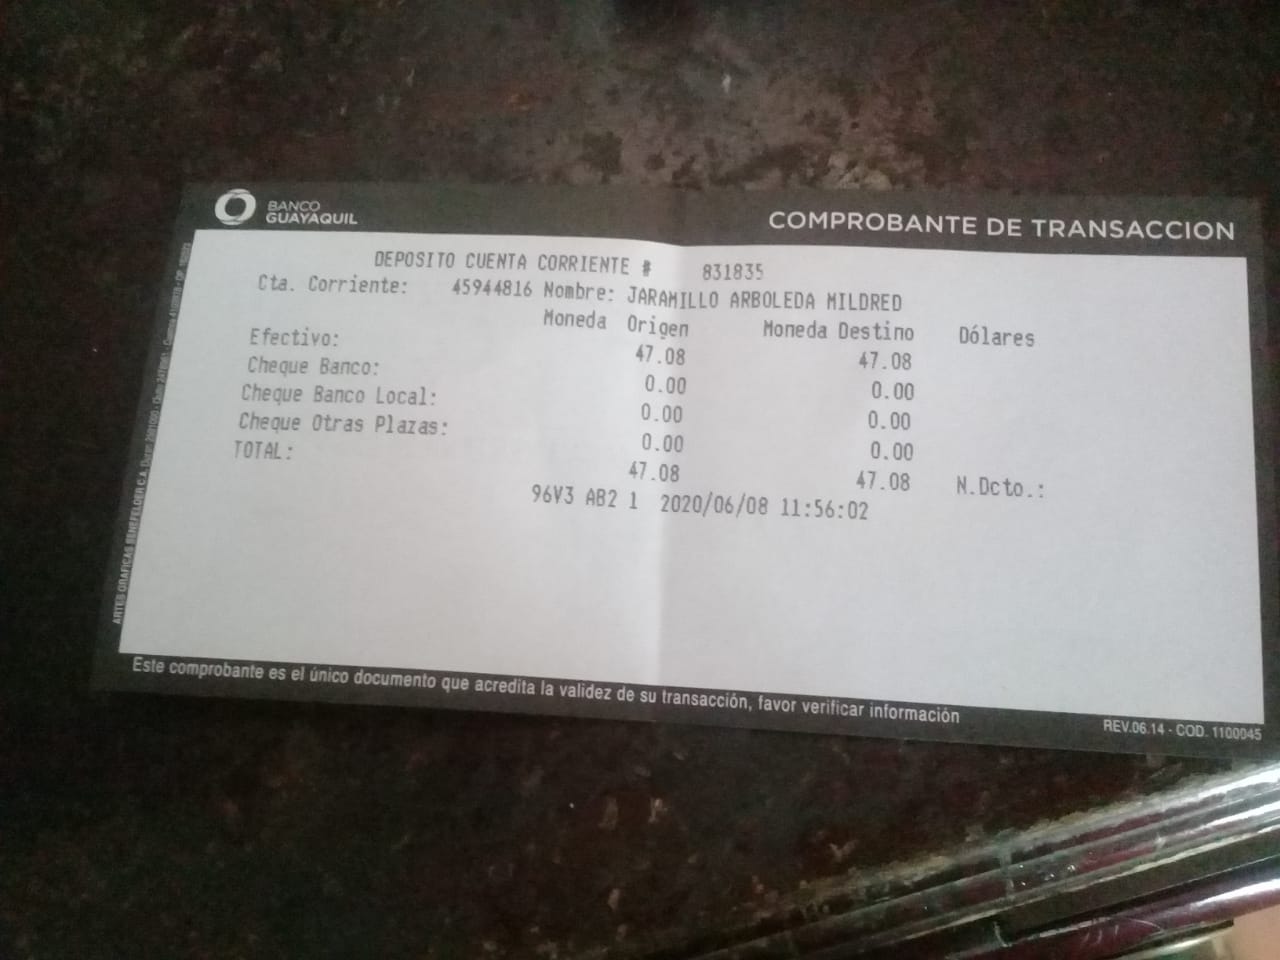 BANCO
GUAYAQUIL
COMPROBANTE DE TRANSACCION
DEPOSITO CUENTA CORRIENTE # 831835
Cta. Corriente: 45944816 Nombre: JARAMILLO ARBOLEDA MILDRED
Moneda Origen Moneda Destino Dólares
Efectivo: 47.08 47.08
Cheque Banco: 0.00 0.00
Cheque Banco Local: 0.00 0.00
Cheque Otras Plazas: 0.00 0.00
TOTAL: 47.08 47.08 N.Dcto.:
96V3 AB2 1 2020/06/08 11:56:02
ARTES GRAFICAS SENEFELDER C.A.
Este comprobante es el único documento que acredita la validez de su transacción, favor verificar información
REV.06.14 - COD. 1100045